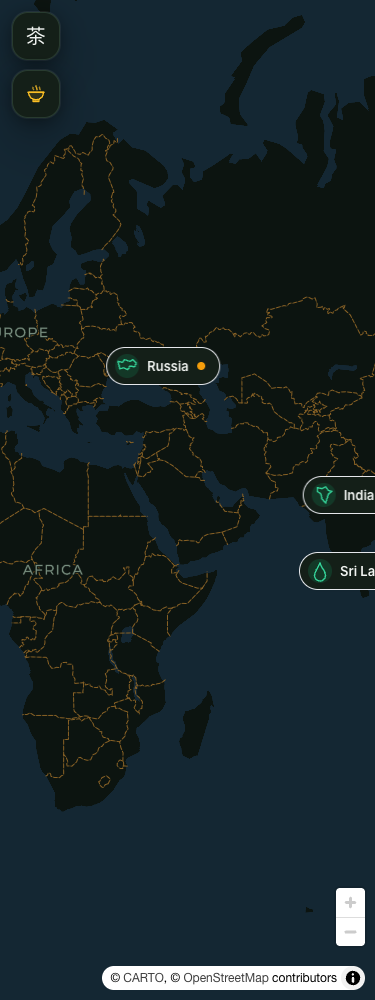 茶
UROPE
Russia
India
Sri La
AFRICA
+
−
© CARTO, © OpenStreetMap contributors